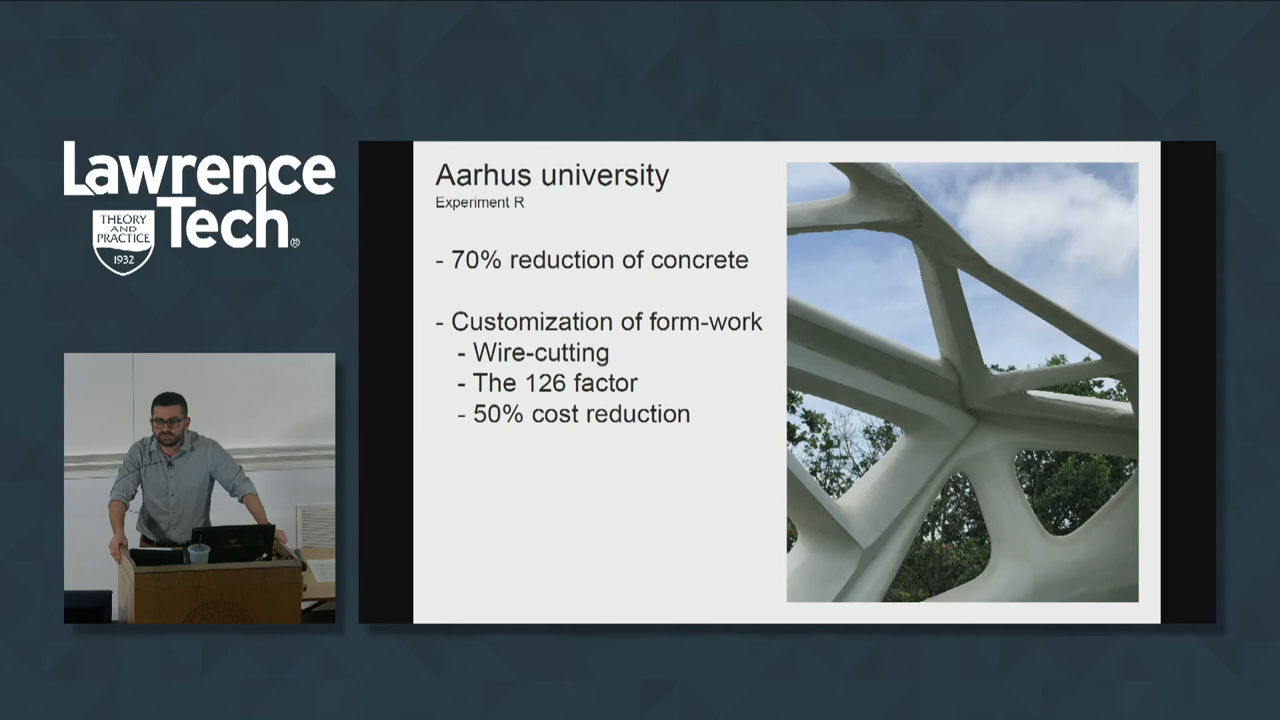 Lawrence
Tech®
THEORY
AND
PRACTICE
1932
Aarhus university
Experiment R
- 70% reduction of concrete
- Customization of form-work
- Wire-cutting
- The 126 factor
- 50% cost reduction